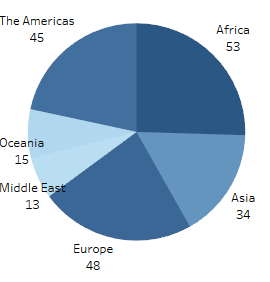 The Americas
45
Africa
53
Oceania
15
Middle East
13
Asia
34
Europe
48